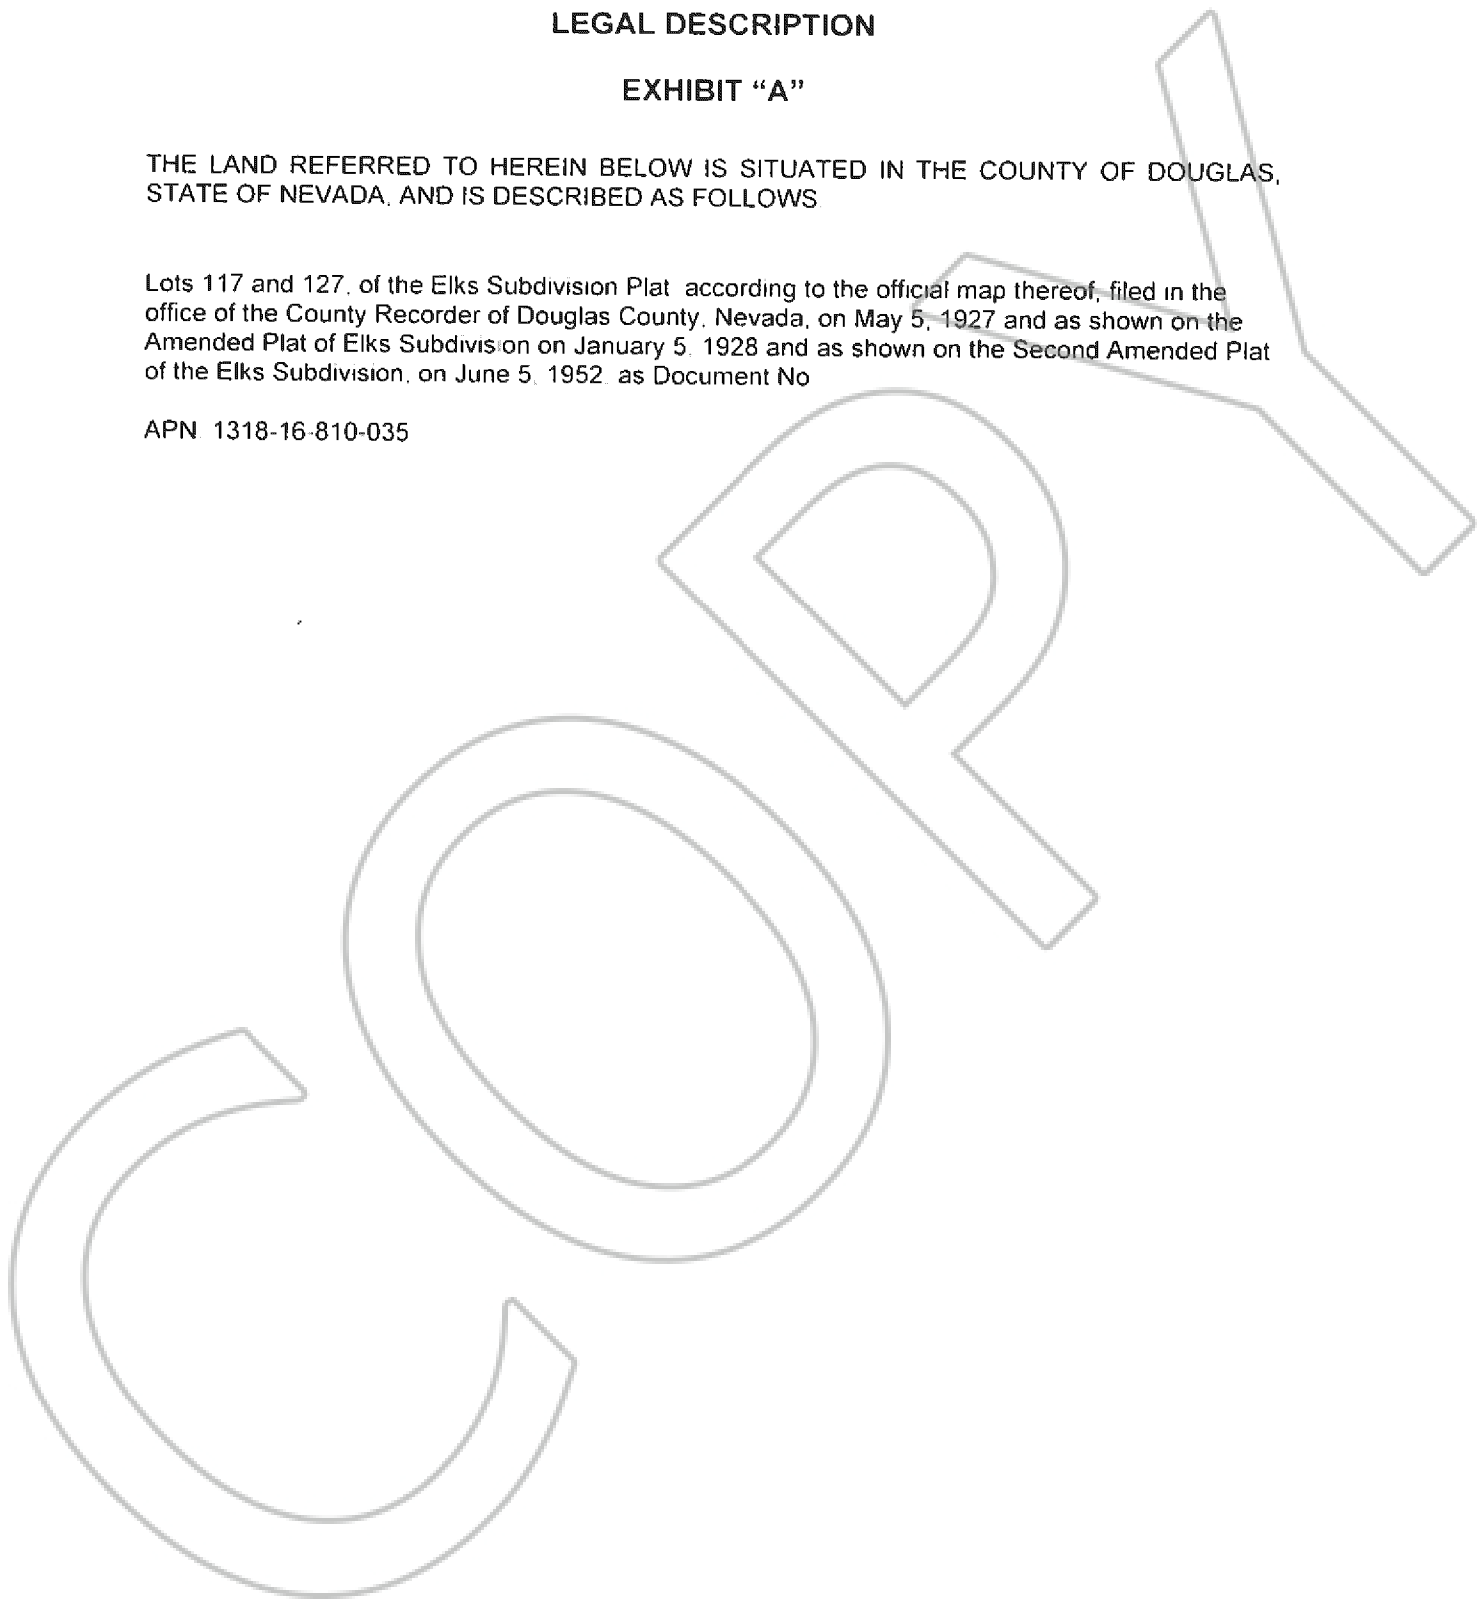 LEGAL DESCRIPTION
EXHIBIT “A”
THE LAND REFERRED TO HEREIN BELOW IS SITUATED IN THE COUNTY OF DOUGLAS,
STATE OF NEVADA, AND IS DESCRIBED AS FOLLOWS
Lots 117 and 127, of the Elks Subdivision Plat according to the official map thereof, filed in the
office of the County Recorder of Douglas County, Nevada, on May 5, 1927 and as shown on the
Amended Plat of Elks Subdivision on January 5, 1928 and as shown on the Second Amended Plat
of the Elks Subdivision, on June 5, 1952 as Document No
APN 1318-16-810-035
COPY